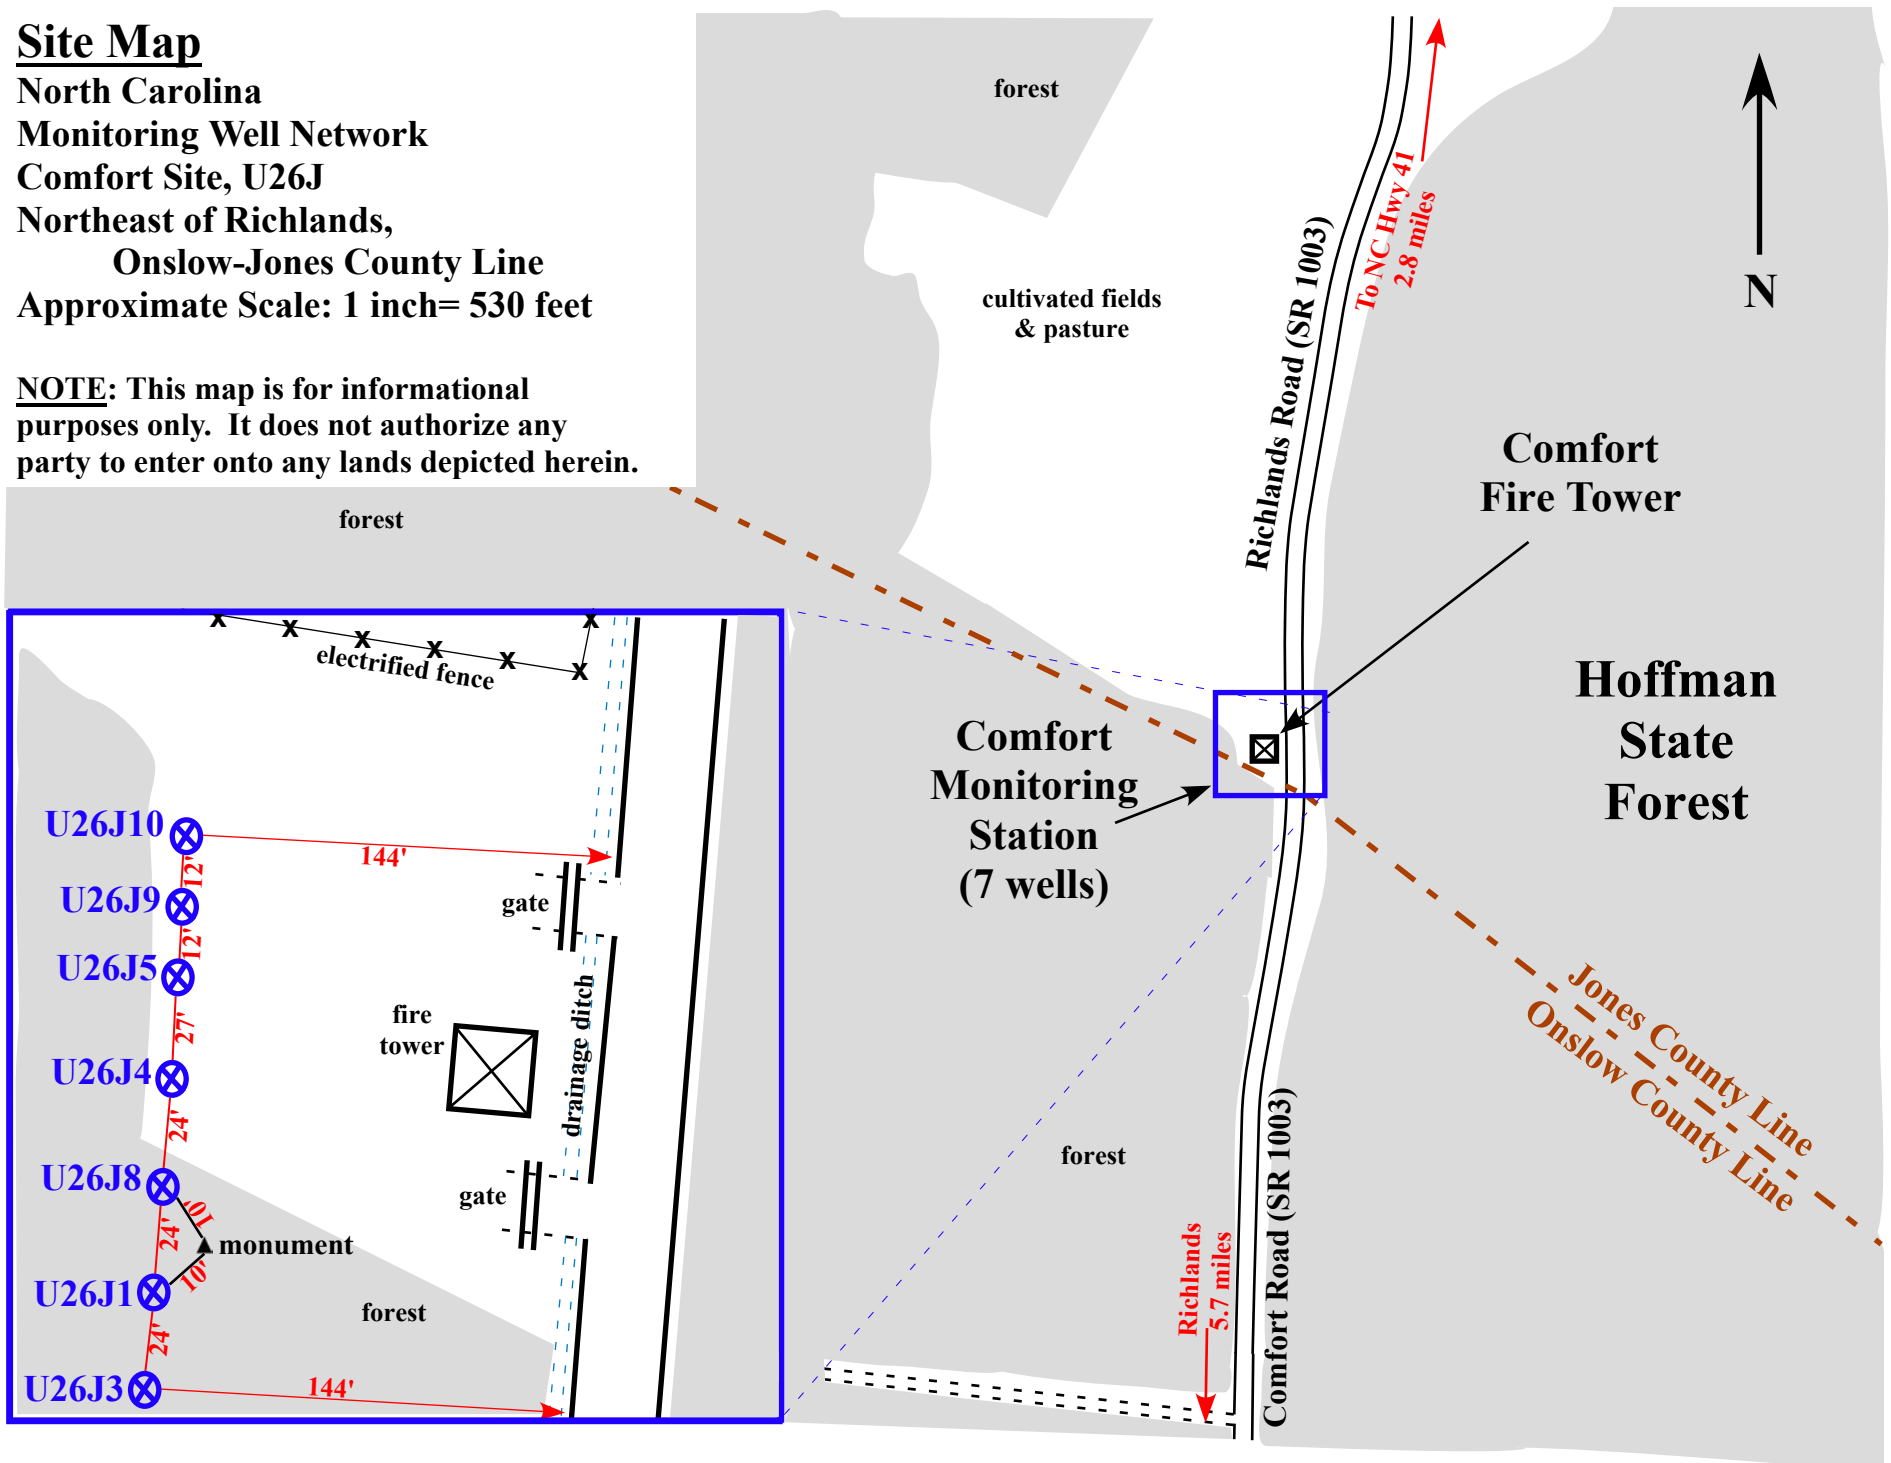 Site Map
North Carolina
Monitoring Well Network
Comfort Site, U26J
Northeast of Richlands,
Onslow-Jones County Line
Approximate Scale: 1 inch= 530 feet
NOTE: This map is for informational
purposes only. It does not authorize any
party to enter onto any lands depicted herein.
forest
cultivated fields
& pasture
Richlands Road (SR 1003)
To NC Hwy 41
2.8 miles
N
Comfort
Fire Tower
forest
Hoffman
State
Forest
Comfort
Monitoring
Station
(7 wells)
Jones County Line
Onslow County Line
forest
Richlands
5.7 miles
Comfort Road (SR 1003)
X
X
X
X
X
X
X
electrified fence
U26J10
144'
12'
U26J9
12'
U26J5
27'
U26J4
24'
U26J8
10'
24'
monument
10'
U26J1
24'
U26J3
144'
gate
fire
tower
drainage ditch
gate
forest